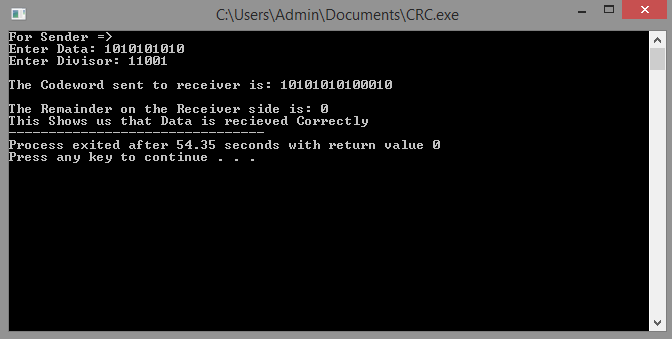 C:\Users\Admin\Documents\CRC.exe
For Sender =>
Enter Data: 1010101010
Enter Divisor: 11001
The Codeword sent to receiver is: 10101010100010
The Remainder on the Receiver side is: 0
This Shows us that Data is recieved Correctly
--------------------------------
Process exited after 54.35 seconds with return value 0
Press any key to continue . . .